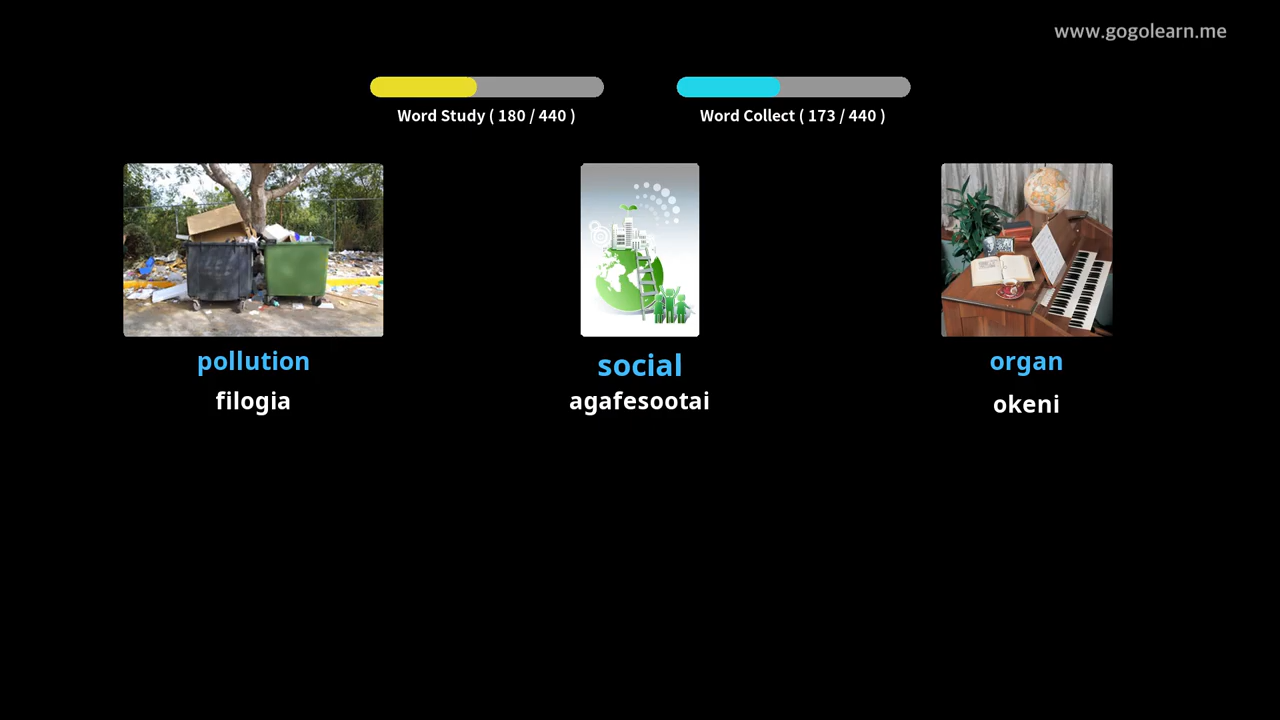 www.gogolearn.me
Word Study ( 180 / 440 )
Word Collect ( 173 / 440 )
pollution
filogia
social
agafesootai
organ
okeni